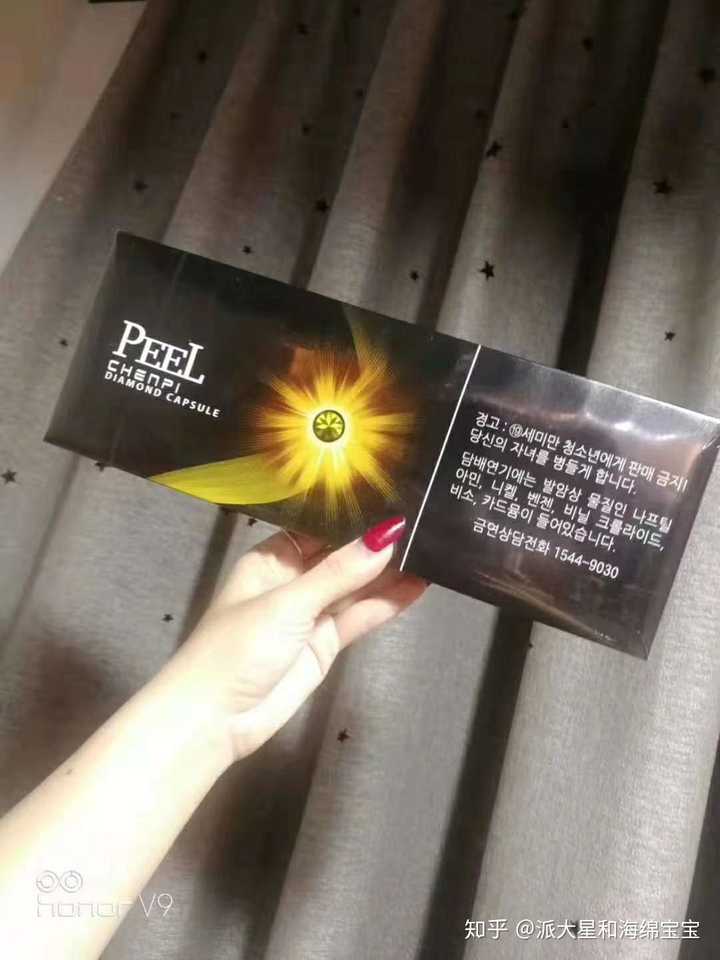 PEEL
CHENPI
DIAMOND CAPSULE
경고 : ⑲세미만 청소년에게 판매 금지!
당신의 자녀를 병들게 합니다.
담배연기에는 발암상 물질인 나프틸
아민, 니켈, 벤젠, 비닐 크롤라이드,
비소, 카드뮴이 들어있습니다.
금연상담전화 1544-9030
honor V9
知乎 @派大星和海绵宝宝